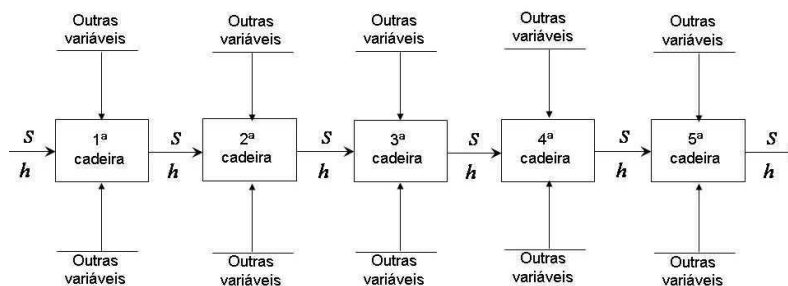 Outras
variáveis
Outras
variáveis
Outras
variáveis
Outras
variáveis
Outras
variáveis
s
h
1ª
cadeira
s
h
2ª
cadeira
s
h
3ª
cadeira
s
h
4ª
cadeira
s
h
5ª
cadeira
s
h
Outras
variáveis
Outras
variáveis
Outras
variáveis
Outras
variáveis
Outras
variáveis